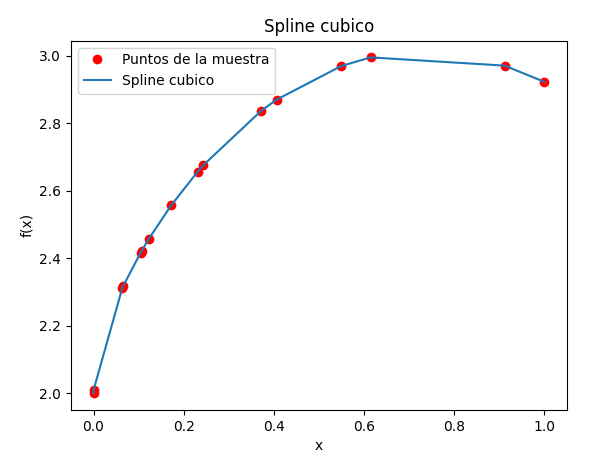 Spline cubico
Puntos de la muestra
Spline cubico
f(x)
3.0
2.8
2.6
2.4
2.2
2.0
0.0 0.2 0.4 0.6 0.8 1.0
x